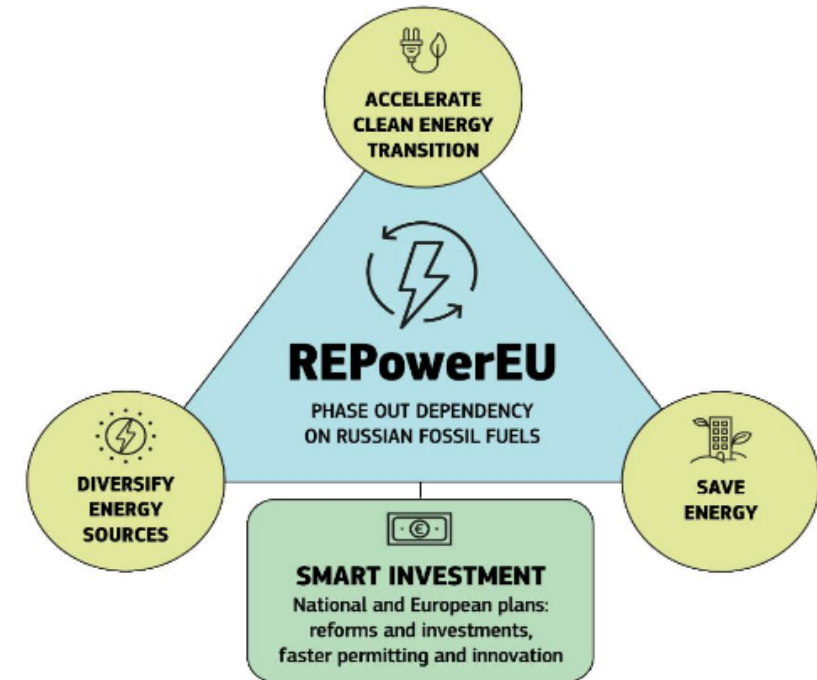 ACCELERATE
CLEAN ENERGY
TRANSITION
REPowerEU
PHASE OUT DEPENDENCY
ON RUSSIAN FOSSIL FUELS
DIVERSIFY
ENERGY
SOURCES
SAVE
ENERGY
€
SMART INVESTMENT
National and European plans:
reforms and investments,
faster permitting and innovation